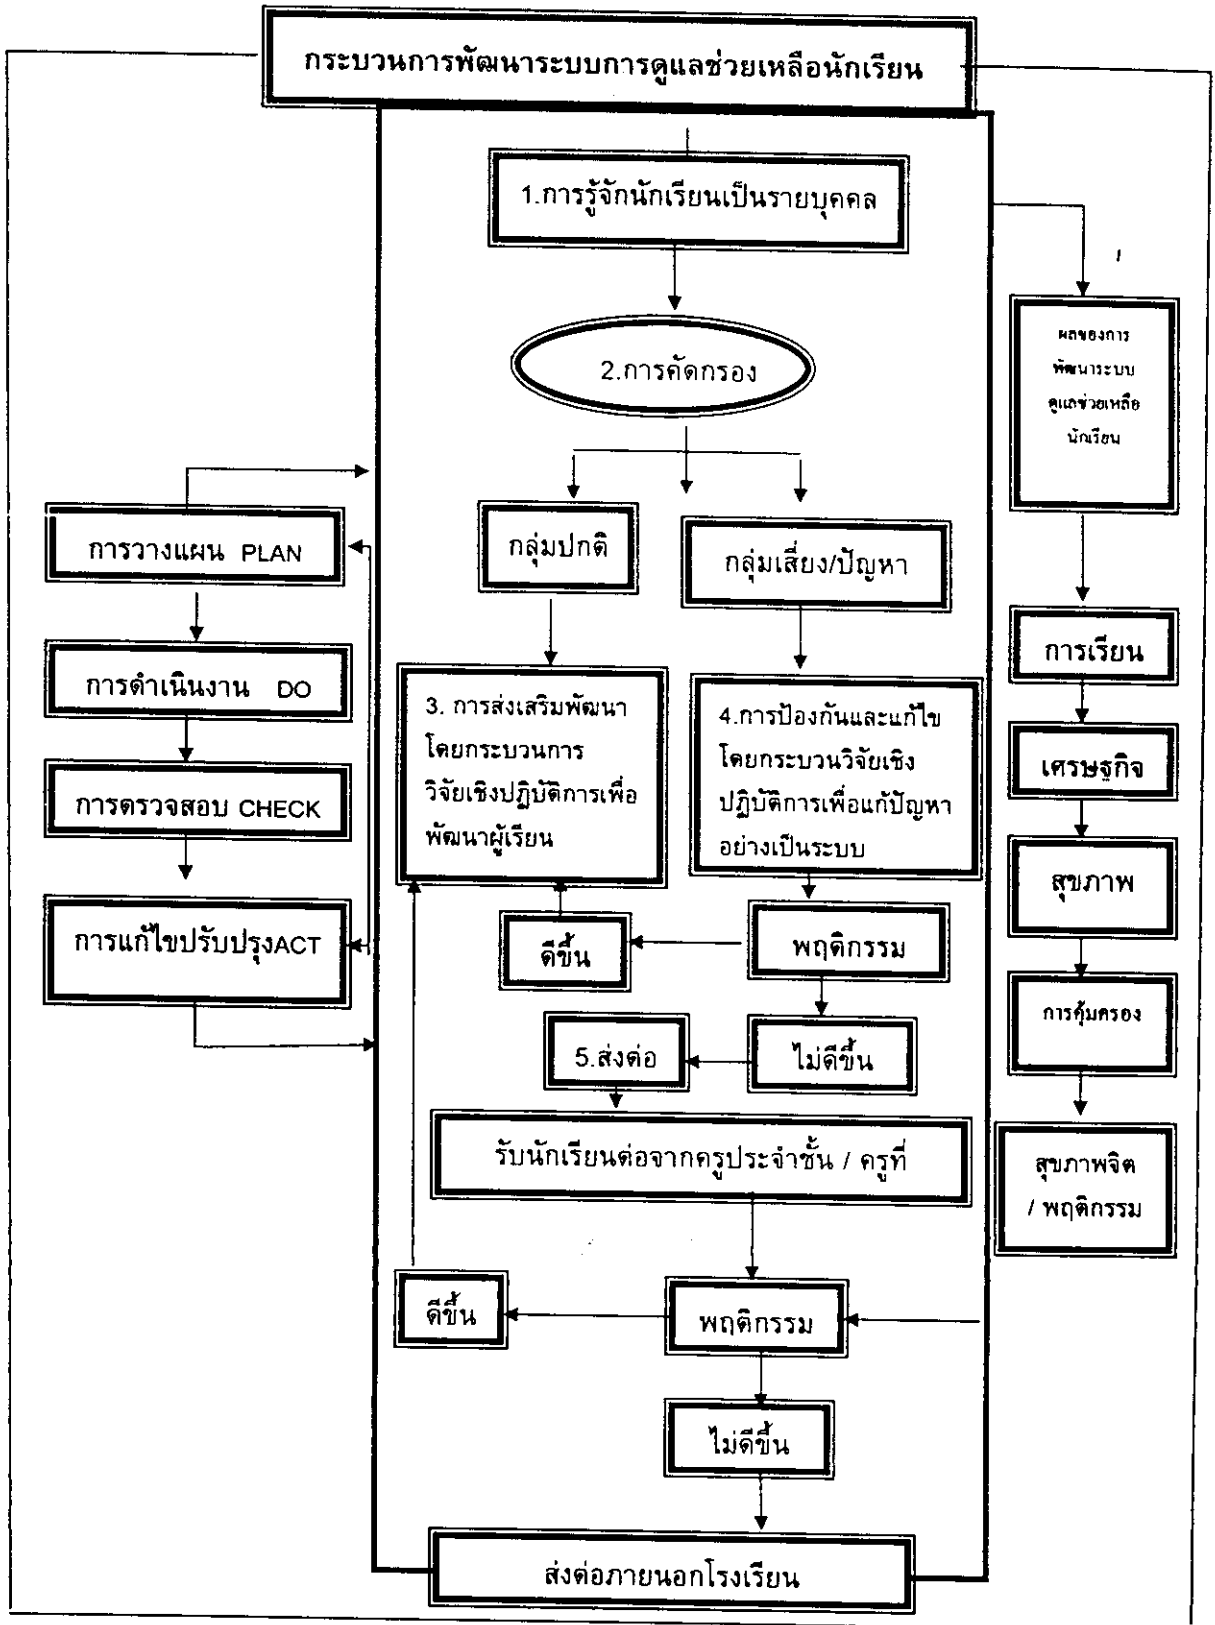 กระบวนการพัฒนาระบบการดูแลช่วยเหลือนักเรียน
1.การรู้จักนักเรียนเป็นรายบุคคล
2.การคัดกรอง
กลุ่มปกติ
กลุ่มเสี่ยง/ปัญหา
3. การส่งเสริมพัฒนา
โดยกระบวนการ
วิจัยเชิงปฏิบัติการเพื่อ
พัฒนาผู้เรียน
4.การป้องกันและแก้ไข
โดยกระบวนวิจัยเชิง
ปฏิบัติการเพื่อแก้ปัญหา
อย่างเป็นระบบ
ดีขึ้น
พฤติกรรม
5.ส่งต่อ
ไม่ดีขึ้น
รับนักเรียนต่อจากครูประจำชั้น / ครูที่
ดีขึ้น
พฤติกรรม
ไม่ดีขึ้น
ส่งต่อภายนอกโรงเรียน
การวางแผน PLAN
การดำเนินงาน DO
การตรวจสอบ CHECK
การแก้ไขปรับปรุงACT
ผลของการ
พัฒนาระบบ
ดูแลช่วยเหลือ
นักเรียน
การเรียน
เศรษฐกิจ
สุขภาพ
การคุ้มครอง
สุขภาพจิต
/ พฤติกรรม